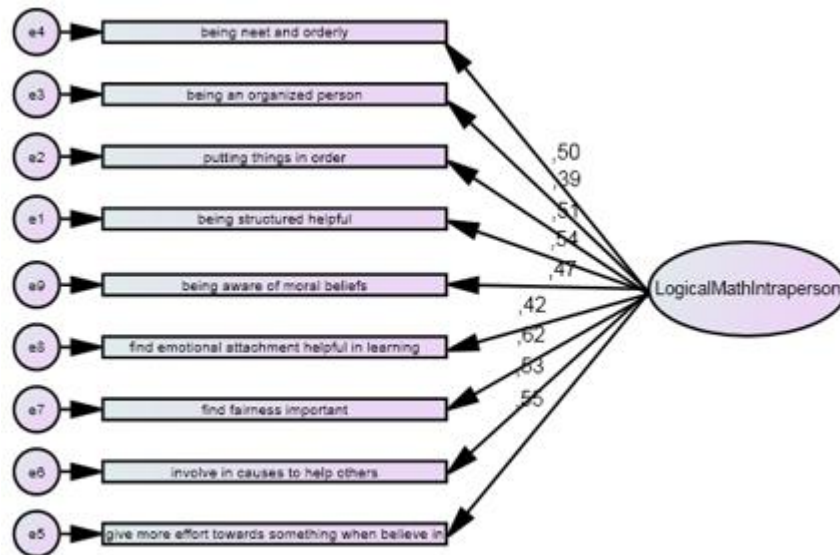 e4
being neet and orderly
e3
being an organized person
,50
e2
putting things in order
,39
,51
e1
being structured helpful
,54
,47
e9
being aware of moral beliefs
LogicalMathIntraperson
,42
e8
find emotional attachment helpful in learning
,62
,53
e7
find fairness important
,55
e6
involve in causes to help others
e5
give more effort towards something when believe in